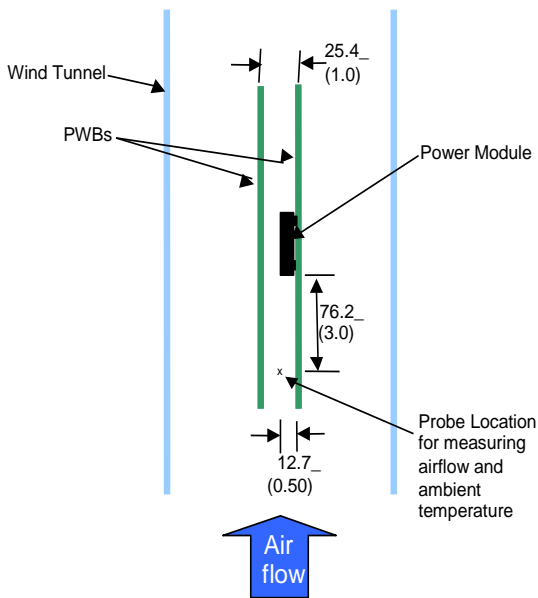 25.4_
(1.0)
Wind Tunnel
PWBs
Power Module
76.2_
(3.0)
x
Probe Location
for measuring
airflow and
ambient
temperature
12.7_
(0.50)
Air
flow